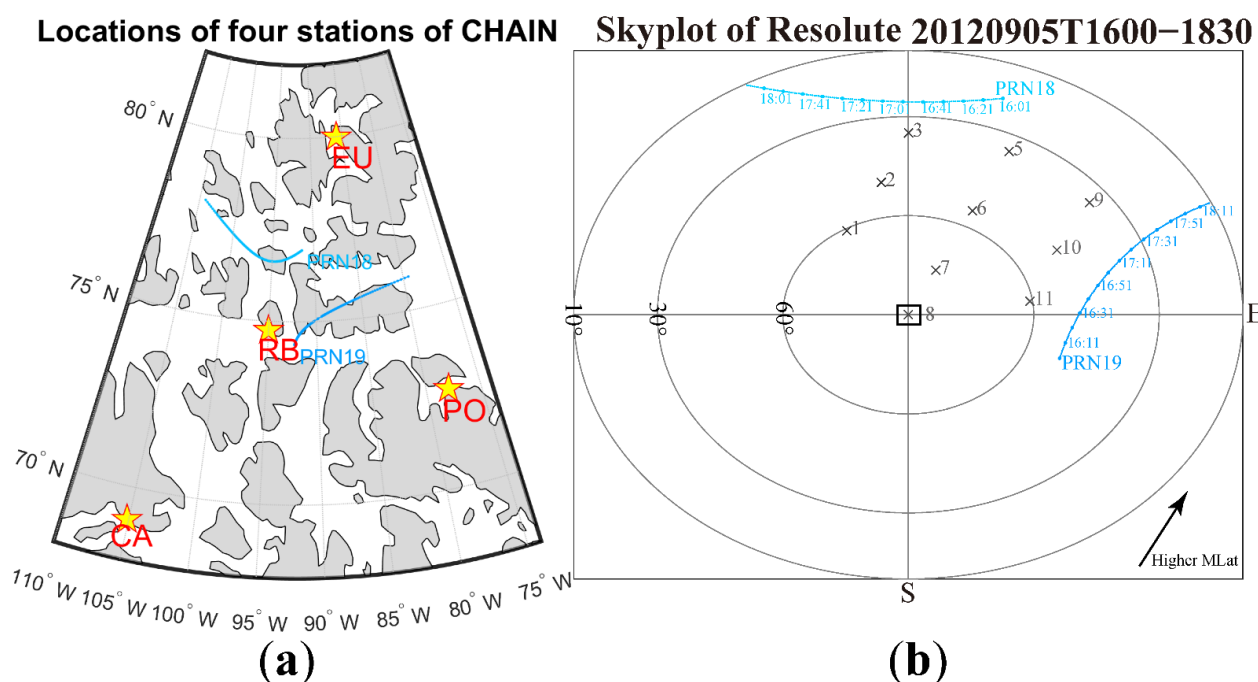 Locations of four stations of CHAIN
80° N
75° N
70° N
EU
PRN18
RB
PRN19
PO
CA
110° W 105° W 100° W 95° W 90° W 85° W 80° W 75° W
(a)
Skyplot of Resolute 20120905T1600−1830
PRN18
18:01 17:41 17:21 17:0 16:41 16:21 16:01
3
5
2
9
6
1
18:11
17:51
17:31
10
17:11
7
16:51
11
10° 30° 60°
8
16:31
E
16:11
PRN19
Higher MLat
S
(b)